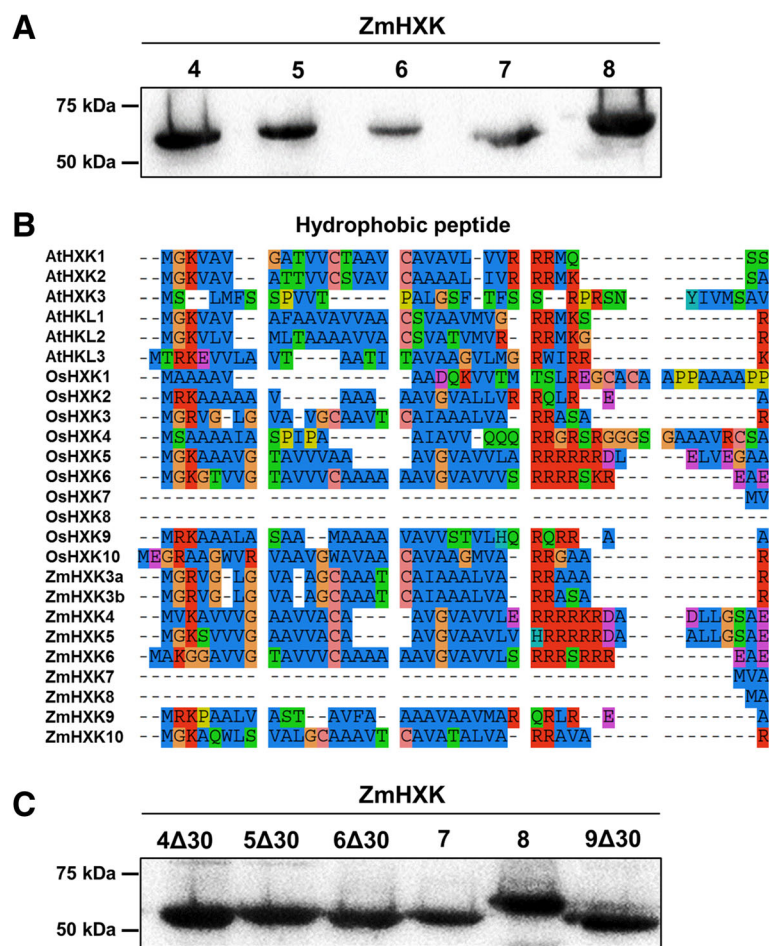 A
ZmHXK
4 5 6 7 8
75 kDa
50 kDa
B
Hydrophobic peptide
AtHXK1 --MGKVAV-- GATVVCTAAV CAVAVL-VVR RRMQ------ -------SS
AtHXK2 --MGKVAV-- ATTVVCSVAV CAAAAL-IVR RRMK------ -------SA
AtHXK3 --MS--LMFS SPVVT----- PALGSF-TFS S--RPRSN-- --YIVMSAV
AtHKL1 --MGKVLV-- AFAAVAVVAA CSVAAVMVG- RRMKS----- --------R
AtHKL2 --MGKVLV-- MLTAAAAVVA CSVATVMVR- RRMKG----- --------R
AtHKL3 -MTRKEVVLA VT----AATI TAVAAGVLMG RWIRR----- --------K
OsHXK1 --MAAAAV-- ---------- -AADQKVVTM TSLREGCACA APPAAAAPP
OsHXK2 --MRKAAAAA V-----AAA- AAVGVALLVR RQLR--E--- --------A
OsHXK3 --MGRVG-LG VA-VGCAAVT CAIAAALVA- RRASA----- --------R
OsHXK4 --MSAAAAIA SPIPA----- -AIAVV-QQQ RRGRSRGGGS GAAAVRCSA
OsHXK5 --MGKAAAVG TAVVVAA--- -AVGVAVVLA RRRRRRDL-- --ELVEGAA
OsHXK6 --MGKGTVVG TAVVVCAAAA AAVGVAVVVS RRRRSKR--- ------EAE
OsHXK7 ---------- ---------- ---------- ---------- -------MV
OsHXK8 ---------- ---------- ---------- ---------- ---------
OsHXK9 --MRKAAALA SAA--MAAAA VAVVSTVLHQ RQRR--A--- --------A
OsHXK10 MEGRAAGWVR VAAVGWAVAA CAVAAGMVA- RRGAA----- --------R
ZmHXK3a --MGRVG-LG VA-AGCAAAT CAIAAALVA- RRAAA----- --------R
ZmHXK3b --MGRVG-LG VA-AGCAAAT CAIAAALVA- RRASA----- --------R
ZmHXK4 --MVKAVVVG AAVVACA--- -AVGVAVVLE RRRRKRDA-- --DLLGSAE
ZmHXK5 --MGKSVVVG AAVVACA--- -AVGVAAVLV HRRRRRDA-- --ALLGSAE
ZmHXK6 -MAKGGAVVG TAVVVCAAAA AAVGVAVVLS RRRSRRR--- ------EAE
ZmHXK7 ---------- ---------- ---------- ---------- ------MVA
ZmHXK8 ---------- ---------- ---------- ---------- -------MA
ZmHXK9 --MRKPAALV AST--AVFA- AAAVAAVMAR QRLR--E--- --------A
ZmHXK10 --MGKAQWLS VALGCAAAVT CAVATALVA- RRAVA----- --------R
C
ZmHXK
4Δ30 5Δ30 6Δ30 7 8 9Δ30
75 kDa
50 kDa